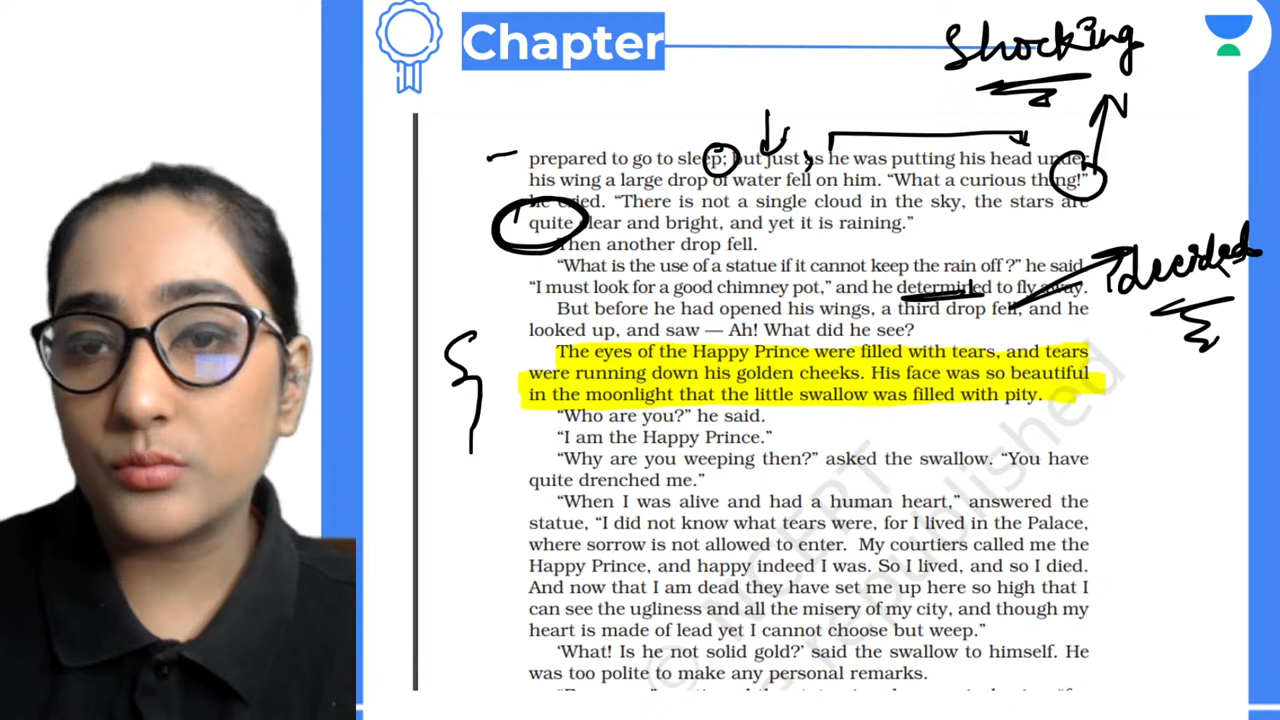 Chapter
Shocking
prepared to go to sleep; but just as he was putting his head under
his wing a large drop of water fell on him. “What a curious thing!”
he cried. “There is not a single cloud in the sky, the stars are
quite clear and bright, and yet it is raining.”
Then another drop fell.
“What is the use of a statue if it cannot keep the rain off ?” he said.
“I must look for a good chimney pot,” and he determined to fly away.
decided
But before he had opened his wings, a third drop fell, and he
looked up, and saw — Ah! What did he see?
The eyes of the Happy Prince were filled with tears, and tears
were running down his golden cheeks. His face was so beautiful
in the moonlight that the little swallow was filled with pity.
“Who are you?” he said.
“I am the Happy Prince.”
“Why are you weeping then?” asked the swallow. “You have
quite drenched me.”
“When I was alive and had a human heart,” answered the
statue, “I did not know what tears were, for I lived in the Palace,
where sorrow is not allowed to enter. My courtiers called me the
Happy Prince, and happy indeed I was. So I lived, and so I died.
And now that I am dead they have set me up here so high that I
can see the ugliness and all the misery of my city, and though my
heart is made of lead yet I cannot choose but weep.”
‘What! Is he not solid gold?’ said the swallow to himself. He
was too polite to make any personal remarks.
© NCERT
republished